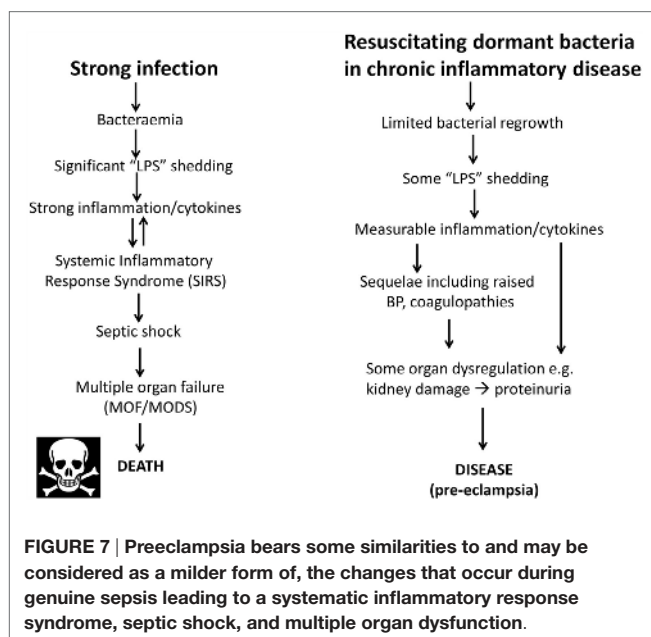 Strong infection
Bacteraemia
Significant "LPS" shedding
Strong inflammation/cytokines
Systemic Inflammatory
Response Syndrome (SIRS)
Septic shock
Multiple organ failure
(MOF/MODS)
DEATH
Resuscitating dormant bacteria
in chronic inflammatory disease
Limited bacterial regrowth
Some "LPS" shedding
Measurable inflammation/cytokines
Sequelae including raised
BP, coagulopathies
Some organ dysregulation e.g.
kidney damage → proteinuria
DISEASE
(pre-eclampsia)
FIGURE 7 | Preeclampsia bears some similarities to and may be
considered as a milder form of, the changes that occur during
genuine sepsis leading to a systematic inflammatory response
syndrome, septic shock, and multiple organ dysfunction.